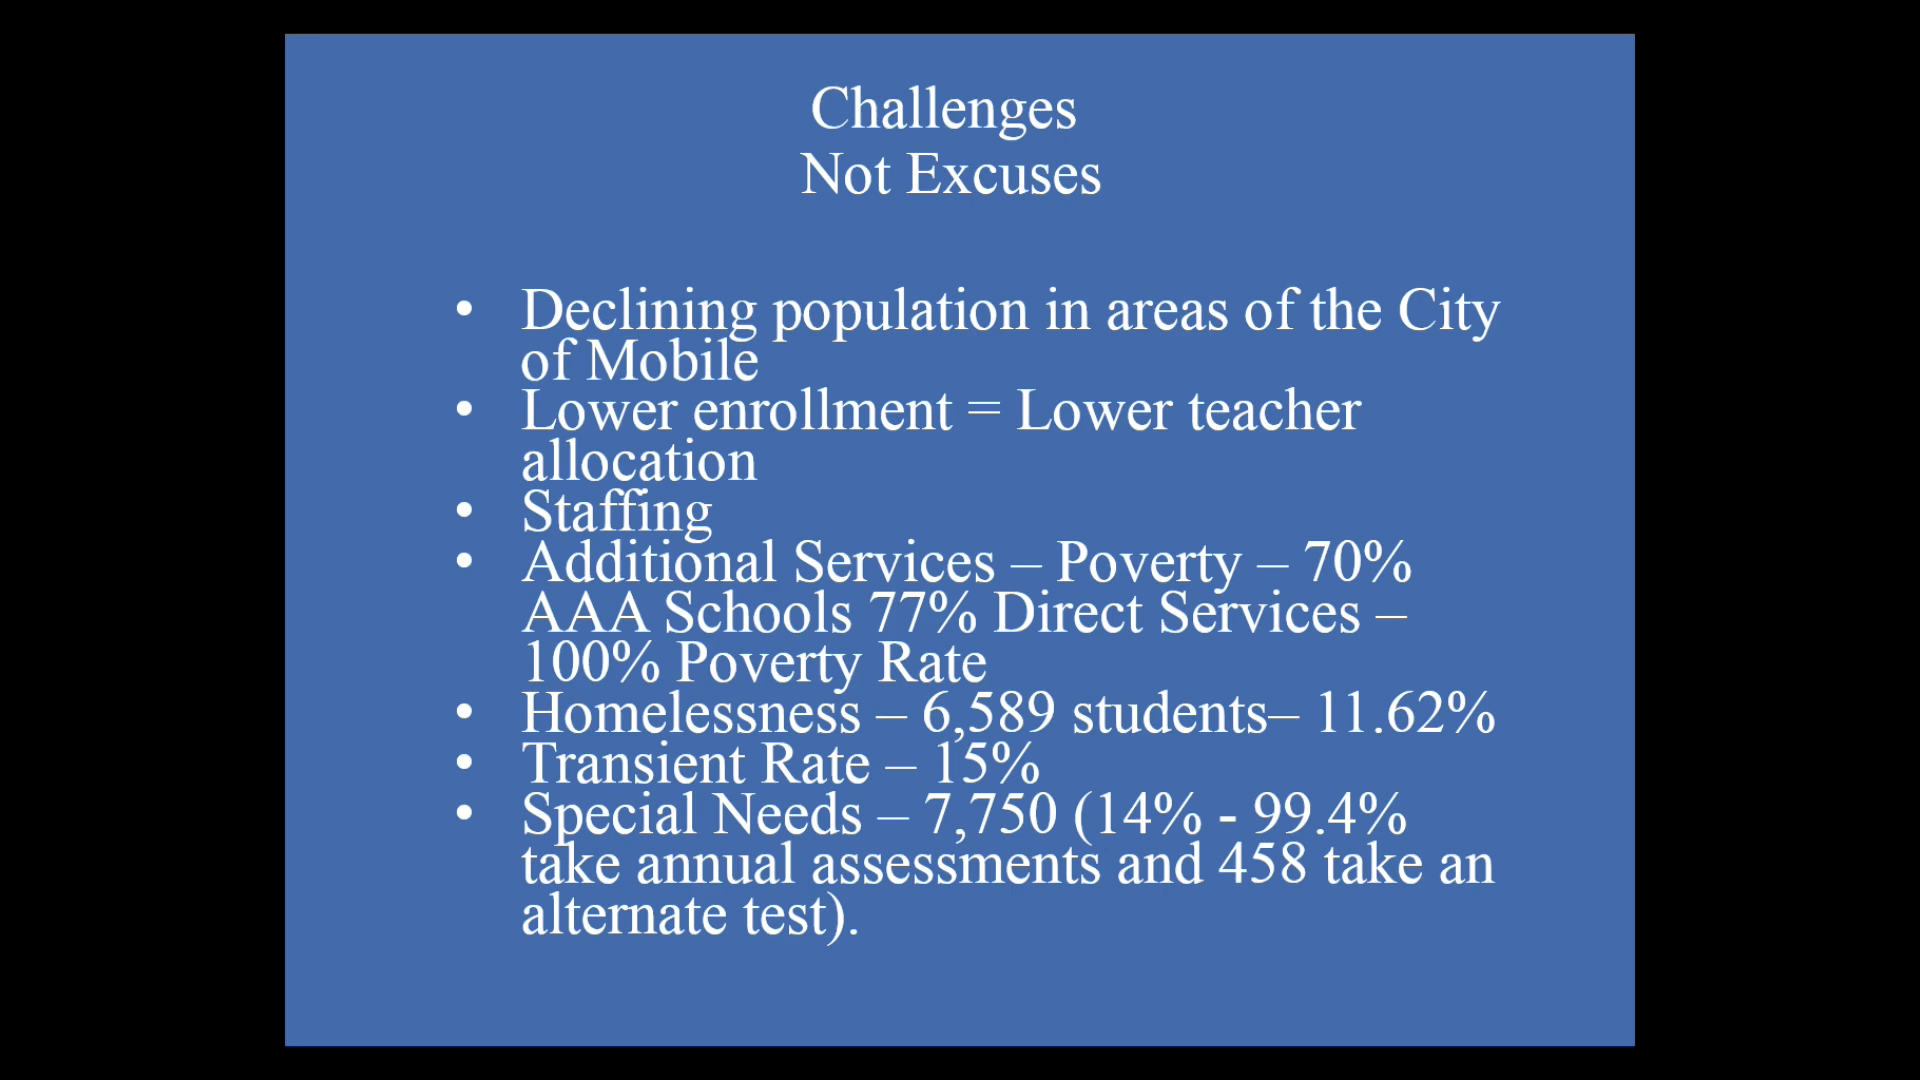 Challenges
Not Excuses
• Declining population in areas of the City
of Mobile
• Lower enrollment = Lower teacher
allocation
• Staffing
• Additional Services – Poverty – 70%
AAA Schools 77% Direct Services –
100% Poverty Rate
• Homelessness – 6,589 students– 11.62%
• Transient Rate – 15%
• Special Needs – 7,750 (14% - 99.4%
take annual assessments and 458 take an
alternate test).